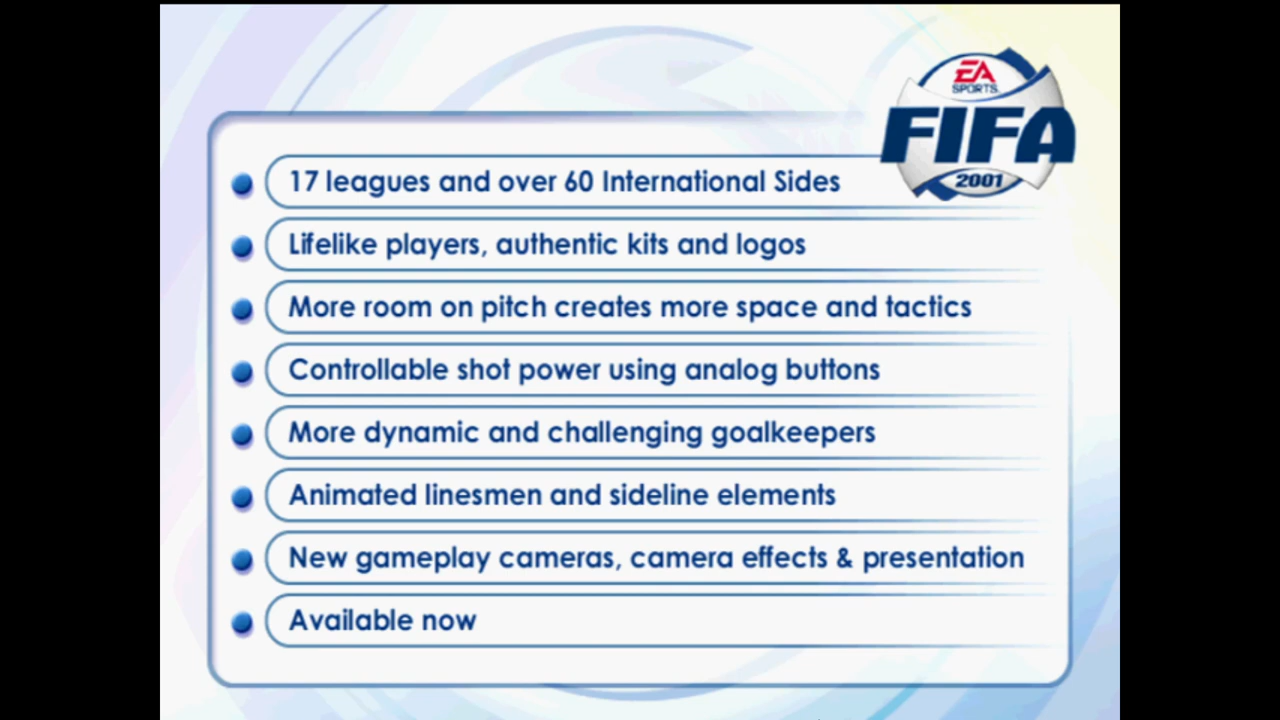 EA
SPORTS
FIFA
2001
17 leagues and over 60 International Sides
Lifelike players, authentic kits and logos
More room on pitch creates more space and tactics
Controllable shot power using analog buttons
More dynamic and challenging goalkeepers
Animated linesmen and sideline elements
New gameplay cameras, camera effects & presentation
Available now